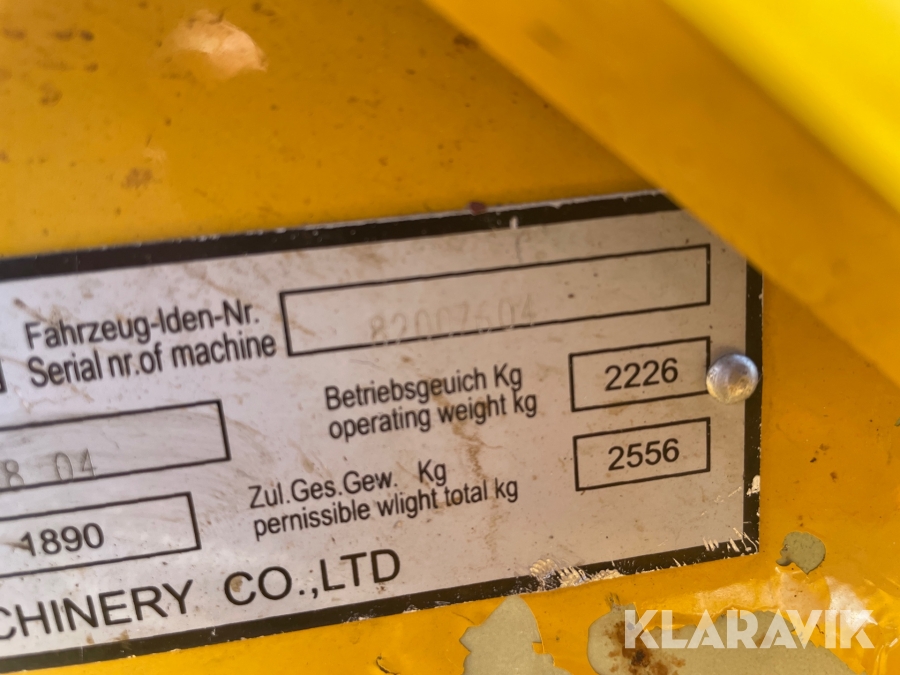 Fahrzeug-Iden-Nr.
Serial nr.of machine
Betriebsgeuich Kg 2226
operating weight kg
8 04
Zul.Ges.Gew. Kg 2556
pernissible wlight total kg
1890
CHINERY CO.,LTD
KLARAVIK